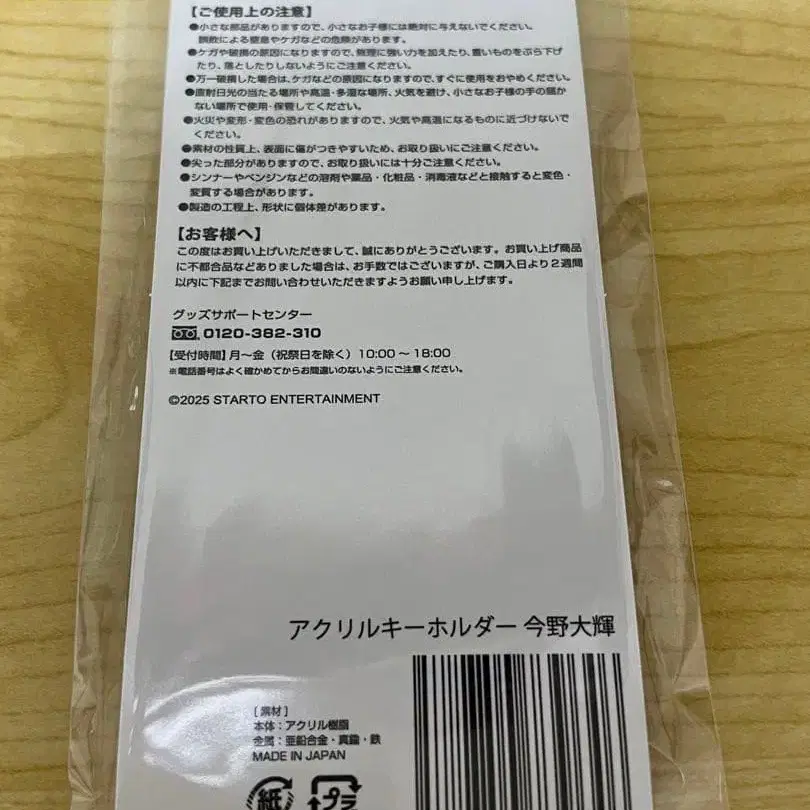 【ご使用上の注意】
●小さな部品がありますので、小さなお子様には絶対に与えないでください。
誤飲による窒息やケガなどの危険があります。
●ケガや破損の原因になりますので、無理に強い力を加えたり、重いものをぶら下げ
たり、落としたりしないようにご注意ください。
●万一破損した場合は、ケガなどの原因になりますので、すぐに使用をおやめください。
●直射日光の当たる場所や高温・多湿な場所、火気を避け、小さなお子様の手の届か
ない場所で使用・保管してください。
●火災や変形・変色の恐れがありますので、火気や高温になるものに近づけないで
ください。
●素材の性質上、表面に傷がつきやすいため、お取り扱いにご注意ください。
●尖った部分がありますので、お取り扱いには十分ご注意ください。
●シンナーやベンジンなどの溶剤や薬品・化粧品・消毒液などと接触すると変色・
変質する場合があります。
●製造の工程上、形状に個体差があります。
【お客様へ】
この度はお買い上げいただきまして、誠にありがとうございます。お買い上げ商品
に不都合品などありました場合は、お手数ではございますが、ご購入日より2週間
以内に下記までお問い合わせいただきますようお願い申し上げます。
グッズサポートセンター
0120-382-310
【受付時間】月〜金（祝祭日を除く）10:00〜18:00
※電話番号はよく確かめてからお間違いのないようにご注意ください。
©2025 STARTO ENTERTAINMENT
アクリルキーホルダー 今野大輝
[素材]
本体：アクリル樹脂
金属：亜鉛合金・真鍮・鉄
MADE IN JAPAN
紙
プラ